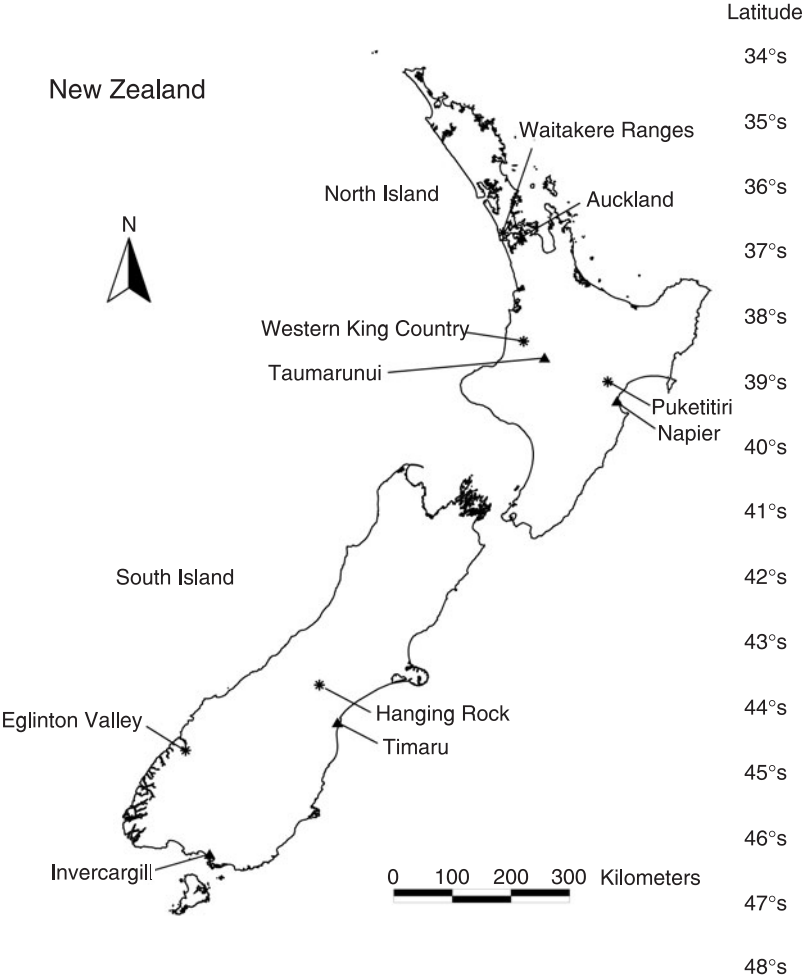 Latitude
34°s
New Zealand
35°s
Waitakere Ranges
36°s
North Island
Auckland
N
37°s
38°s
Western King Country
Taumarunui
39°s
Puketitiri
Napier
40°s
41°s
South Island
42°s
43°s
44°s
Hanging Rock
Eglinton Valley
Timaru
45°s
46°s
Invercargill
0 100 200 300 Kilometers
47°s
48°s